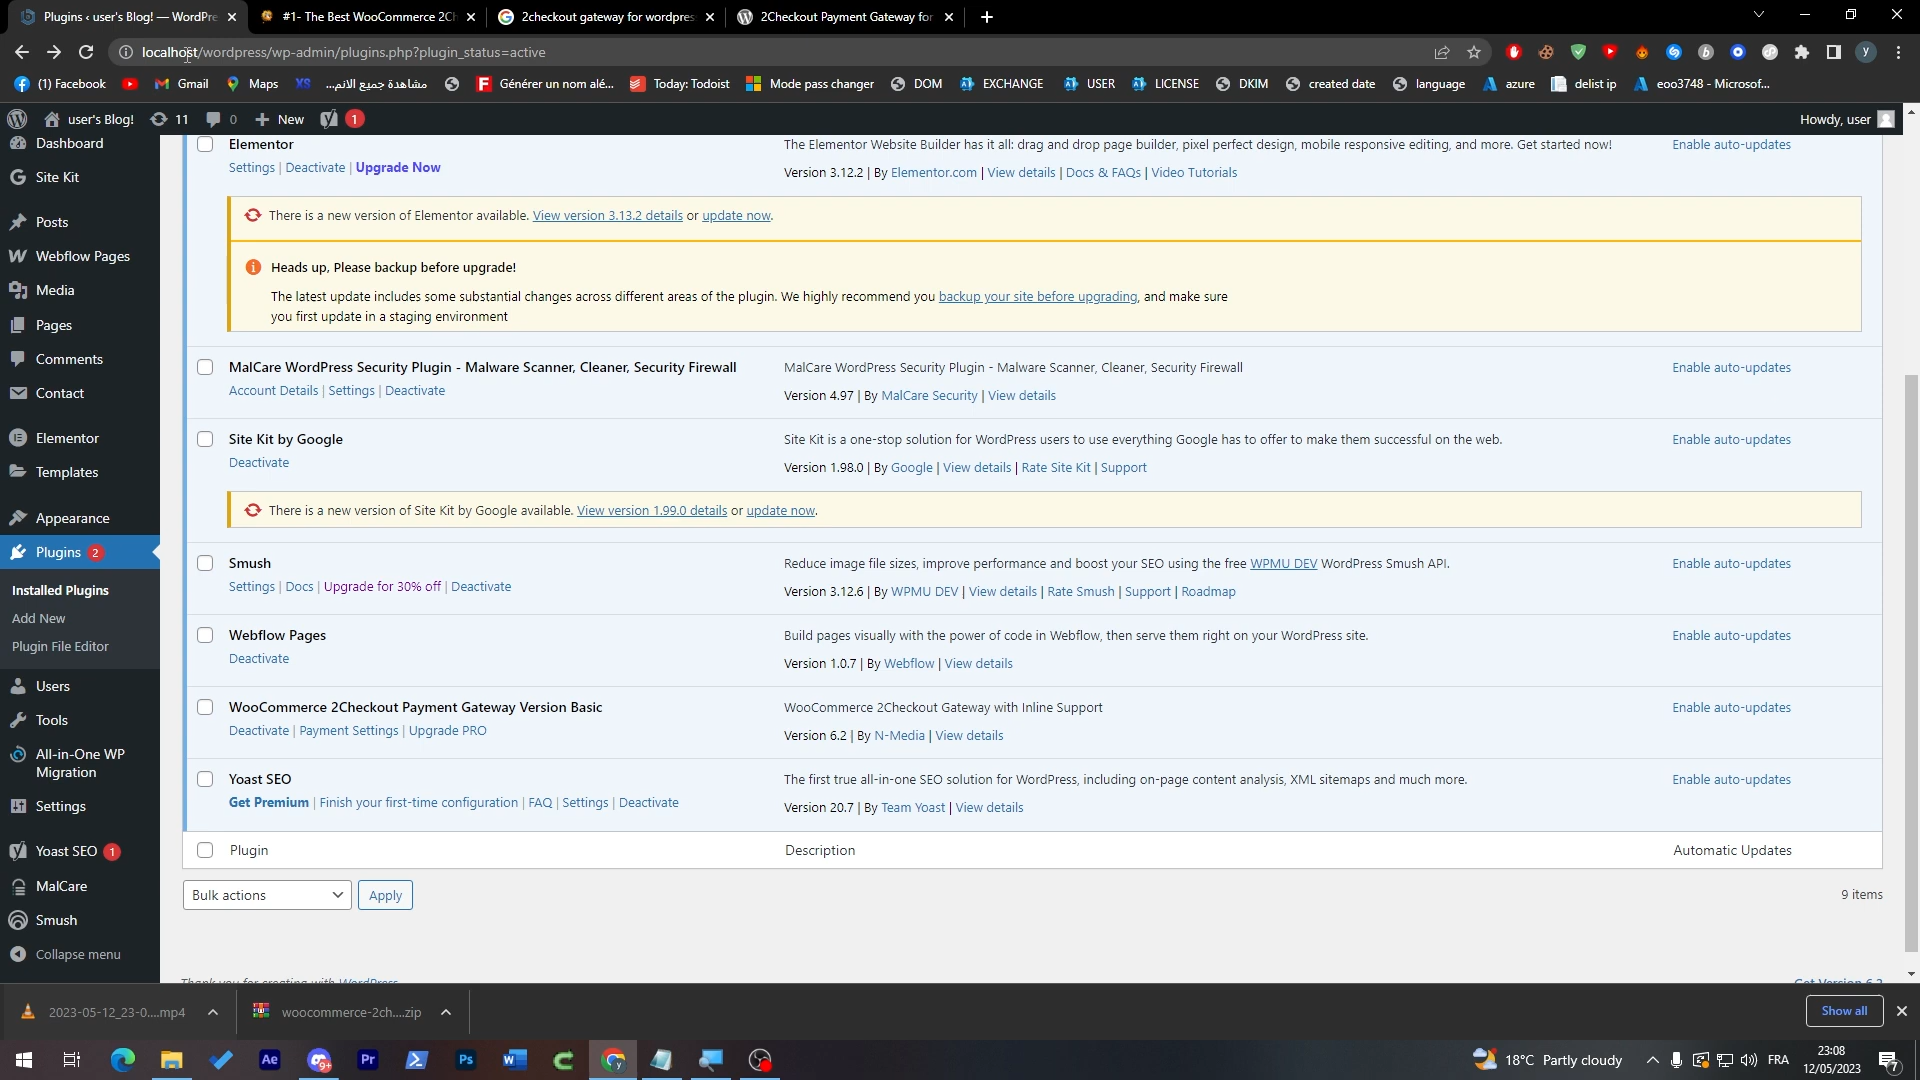 Plugins ‹ user's Blog! — WordPre
#1- The Best WooCommerce 2Ch
2checkout gateway for wordpres
2Checkout Payment Gateway for
localhost/wordpress/wp-admin/plugins.php?plugin_status=active
(1) Facebook
Gmail
Maps
مشاهدة جميع الانم...
Générer un nom alé...
Today: Todoist
Mode pass changer
DOM
EXCHANGE
USER
LICENSE
DKIM
created date
language
azure
delist ip
eoo3748 - Microsof...
user's Blog!
11
0
New
1
Howdy, user
Dashboard
Site Kit
Posts
Webflow Pages
Media
Pages
Comments
Contact
Elementor
Templates
Appearance
Plugins 2
Installed Plugins
Add New
Plugin File Editor
Users
Tools
All-in-One WP
Migration
Settings
Yoast SEO 1
MalCare
Smush
Collapse menu
Elementor
Settings | Deactivate | Upgrade Now
The Elementor Website Builder has it all: drag and drop page builder, pixel perfect design, mobile responsive editing, and more. Get started now!
Version 3.12.2 | By Elementor.com | View details | Docs & FAQs | Video Tutorials
Enable auto-updates
There is a new version of Elementor available. View version 3.13.2 details or update now.
Heads up, Please backup before upgrade!
The latest update includes some substantial changes across different areas of the plugin. We highly recommend you backup your site before upgrading, and make sure
you first update in a staging environment
MalCare WordPress Security Plugin - Malware Scanner, Cleaner, Security Firewall
Account Details | Settings | Deactivate
MalCare WordPress Security Plugin - Malware Scanner, Cleaner, Security Firewall
Version 4.97 | By MalCare Security | View details
Enable auto-updates
Site Kit by Google
Deactivate
Site Kit is a one-stop solution for WordPress users to use everything Google has to offer to make them successful on the web.
Version 1.98.0 | By Google | View details | Rate Site Kit | Support
Enable auto-updates
There is a new version of Site Kit by Google available. View version 1.99.0 details or update now.
Smush
Settings | Docs | Upgrade for 30% off | Deactivate
Reduce image file sizes, improve performance and boost your SEO using the free WPMU DEV WordPress Smush API.
Version 3.12.6 | By WPMU DEV | View details | Rate Smush | Support | Roadmap
Enable auto-updates
Webflow Pages
Deactivate
Build pages visually with the power of code in Webflow, then serve them right on your WordPress site.
Version 1.0.7 | By Webflow | View details
Enable auto-updates
WooCommerce 2Checkout Payment Gateway Version Basic
Deactivate | Payment Settings | Upgrade PRO
WooCommerce 2Checkout Gateway with Inline Support
Version 6.2 | By N-Media | View details
Enable auto-updates
Yoast SEO
Get Premium | Finish your first-time configuration | FAQ | Settings | Deactivate
The first true all-in-one SEO solution for WordPress, including on-page content analysis, XML sitemaps and much more.
Version 20.7 | By Team Yoast | View details
Enable auto-updates
Plugin
Description
Automatic Updates
Bulk actions
Apply
9 items
Thank you for creating with WordPress
Get Version 6.2
2023-05-12_23-0....mp4
woocommerce-2ch....zip
Show all
18°C Partly cloudy
FRA
23:08
12/05/2023
7